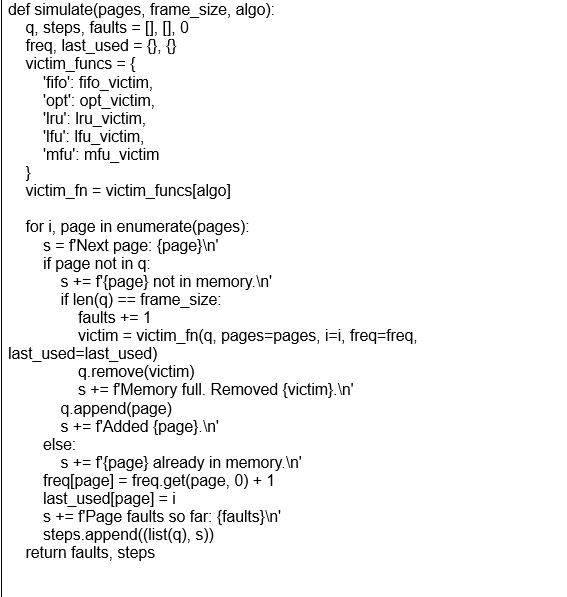 def simulate(pages, frame_size, algo):
    q, steps, faults = [], [], 0
    freq, last_used = {}, {}
    victim_funcs = {
        'fifo': fifo_victim,
        'opt': opt_victim,
        'lru': lru_victim,
        'lfu': lfu_victim,
        'mfu': mfu_victim
    }
    victim_fn = victim_funcs[algo]

    for i, page in enumerate(pages):
        s = f'Next page: {page}\n'
        if page not in q:
            s += f'{page} not in memory.\n'
            if len(q) == frame_size:
                faults += 1
                victim = victim_fn(q, pages=pages, i=i, freq=freq,
last_used=last_used)
                q.remove(victim)
                s += f'Memory full. Removed {victim}.\n'
            q.append(page)
            s += f'Added {page}.\n'
        else:
            s += f'{page} already in memory.\n'
        freq[page] = freq.get(page, 0) + 1
        last_used[page] = i
        s += f'Page faults so far: {faults}\n'
        steps.append((list(q), s))
    return faults, steps